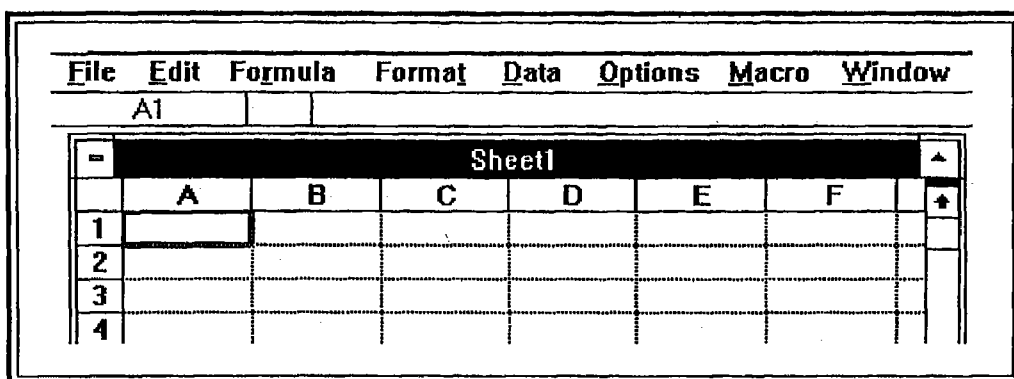 File Edit Formula Format Data Options Macro Window
A1
Sheet1
A B C D E F
1
2
3
4